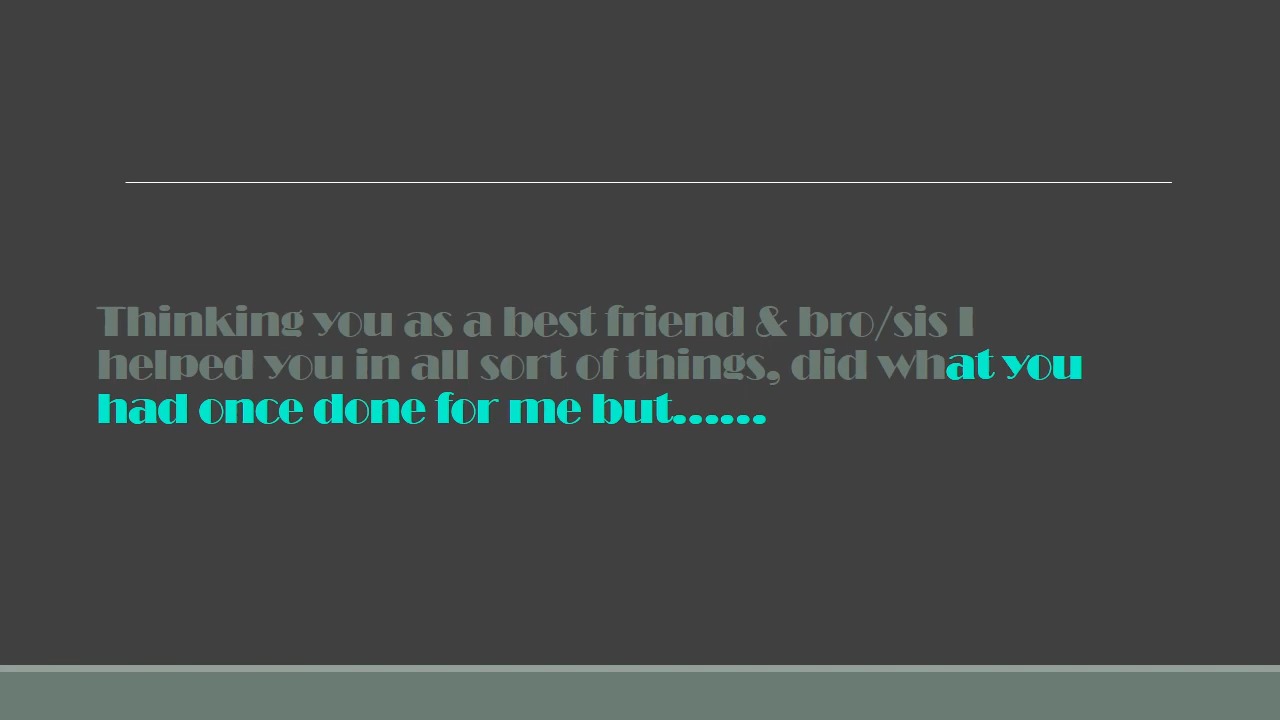 Thinking you as a best friend & bro/sis I
helped you in all sort of things, did what you
had once done for me but......